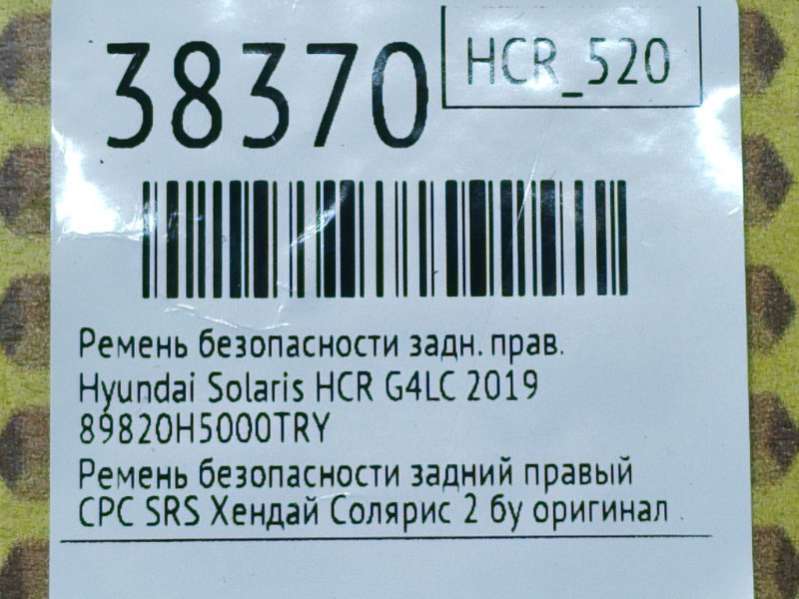 38370
HCR_520
Ремень безопасности задн. прав.
Hyundai Solaris HCR G4LC 2019
89820H5000TRY
Ремень безопасности задний правый
СРС SRS Хендай Солярис 2 бу оригинал